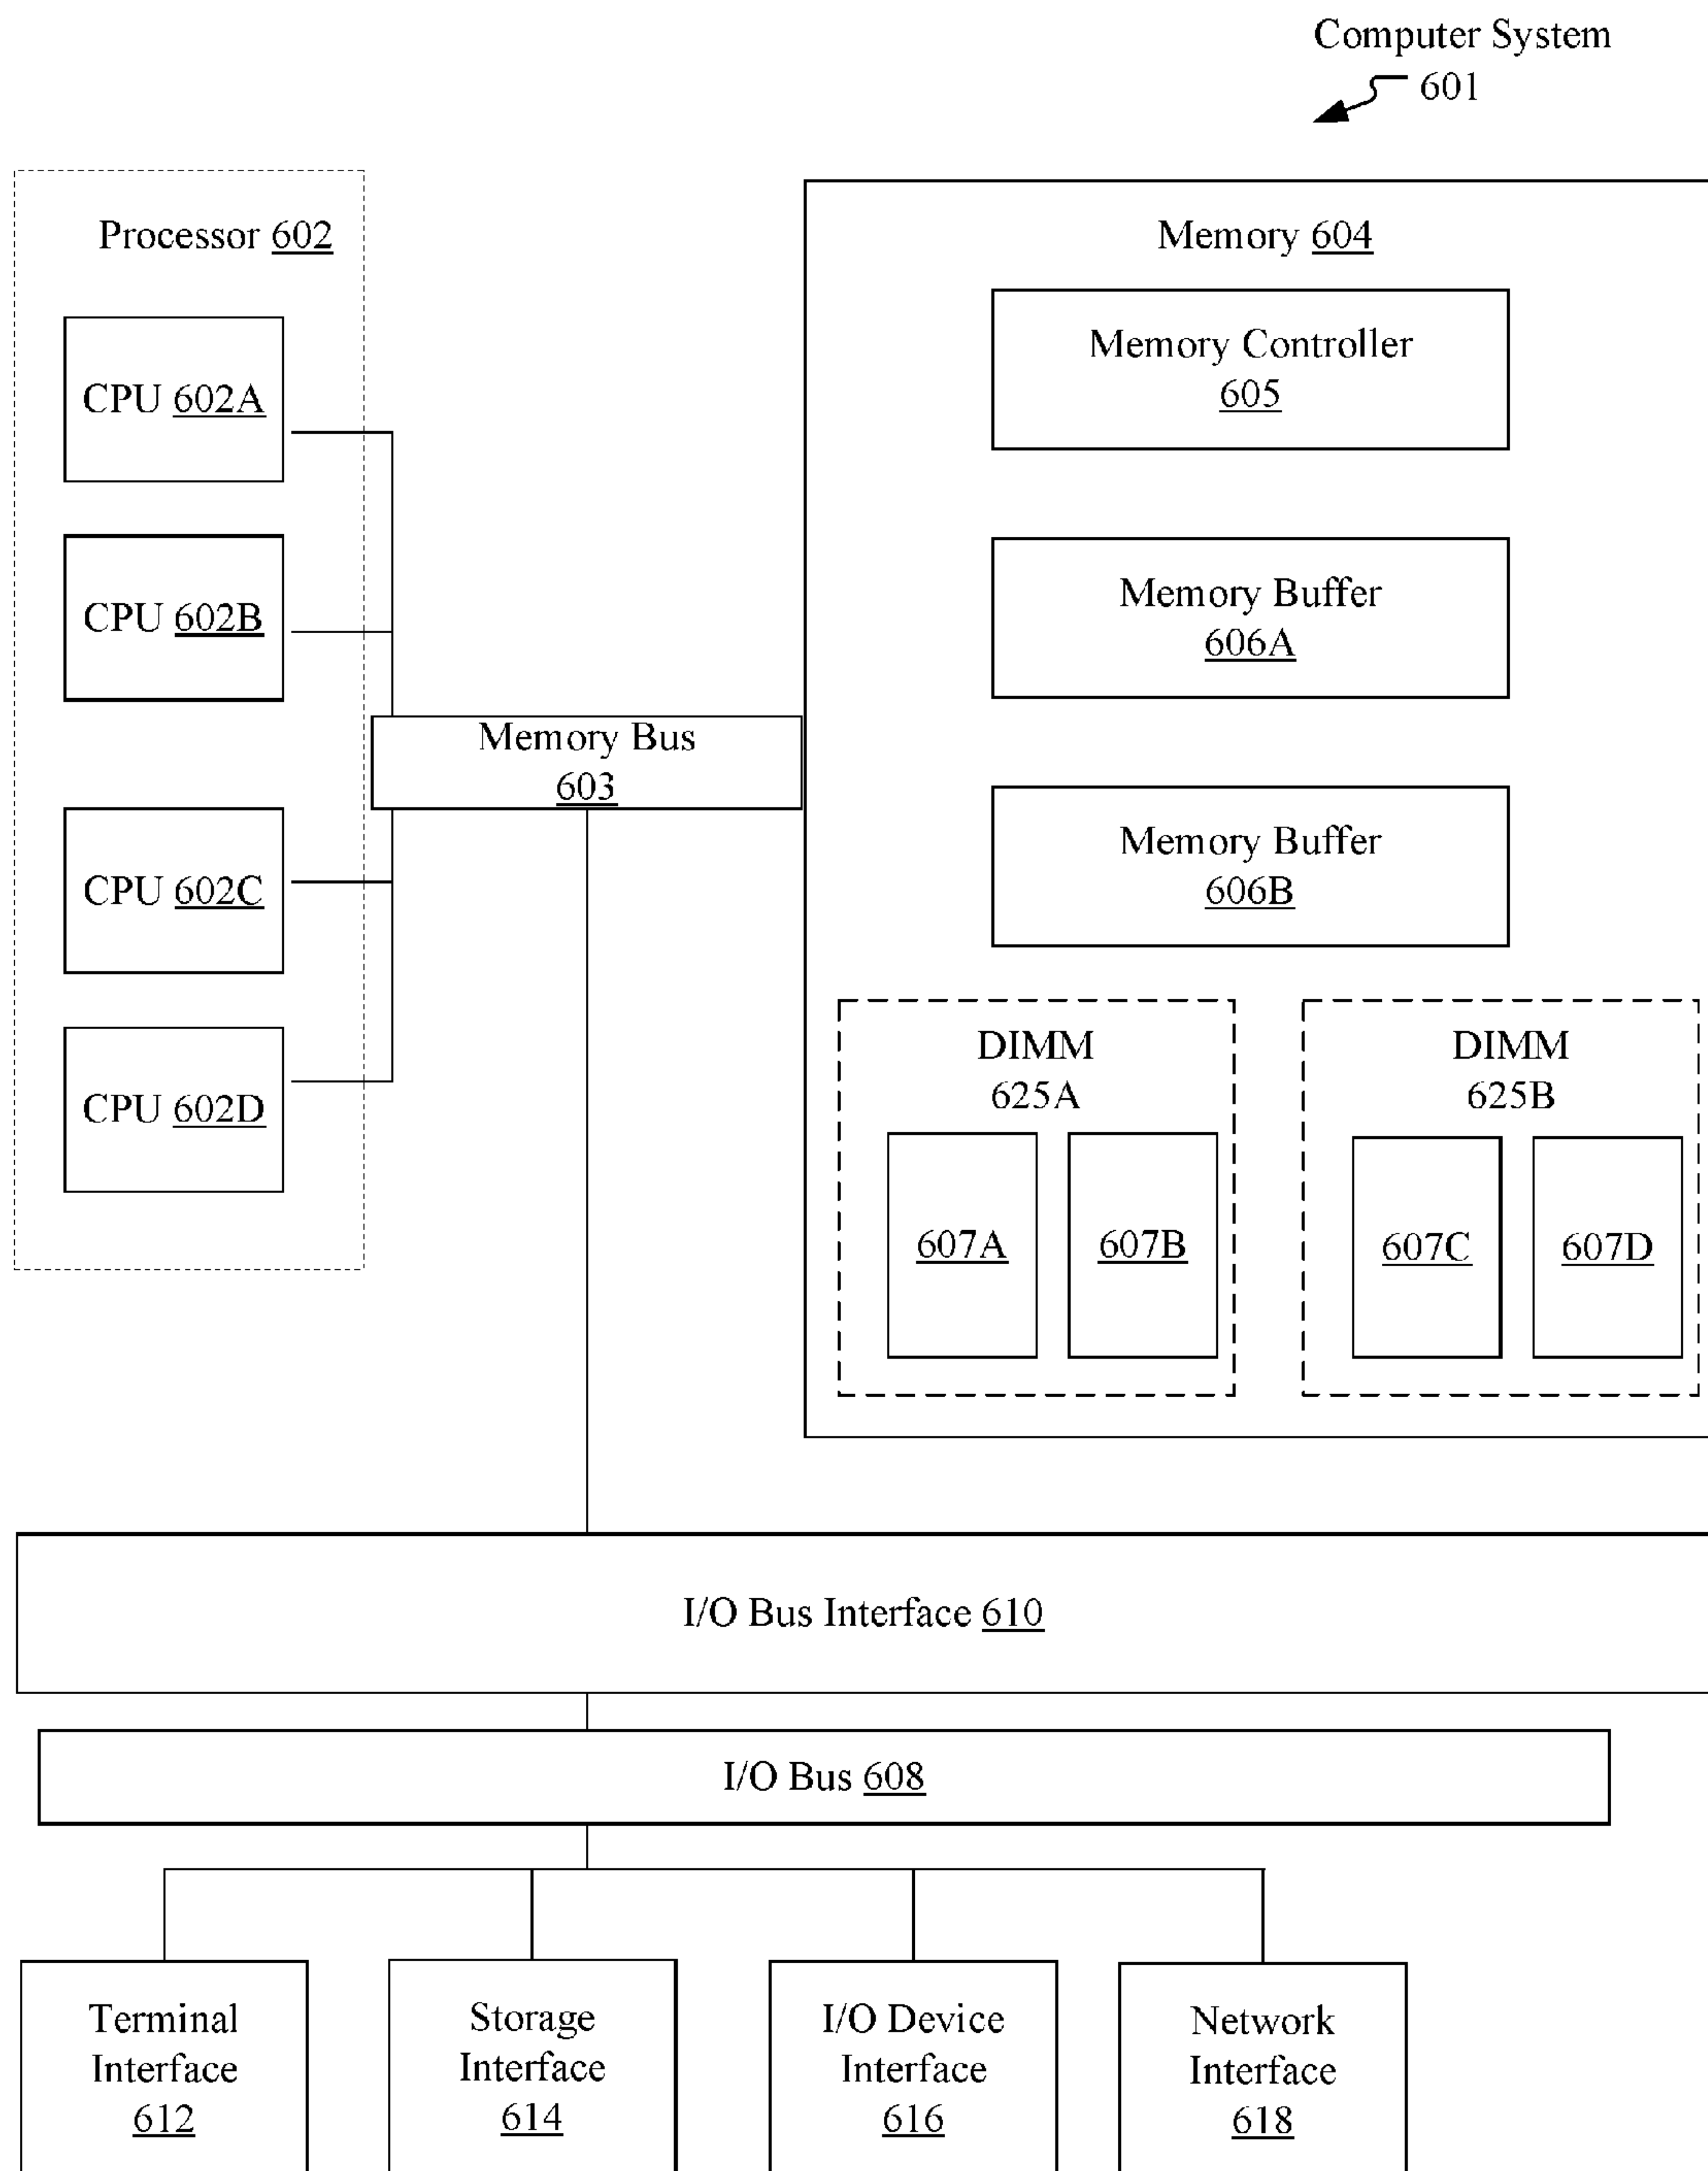 Computer System
601
Processor 602
CPU 602A
CPU 602B
CPU 602C
CPU 602D
Memory Bus
603
Memory 604
Memory Controller
605
Memory Buffer
606A
Memory Buffer
606B
DIMM
625A
607A
607B
DIMM
625B
607C
607D
I/O Bus Interface 610
I/O Bus 608
Terminal
Interface
612
Storage
Interface
614
I/O Device
Interface
616
Network
Interface
618